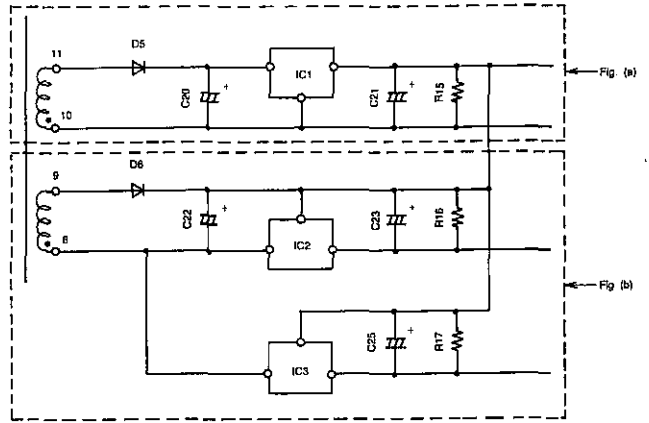 11
D5
C20
+
IC1
C21
+
R15
Fig. (a)
10
9
D6
C22
+
IC2
C23
+
R16
8
Fig (b)
IC3
C25
+
R17